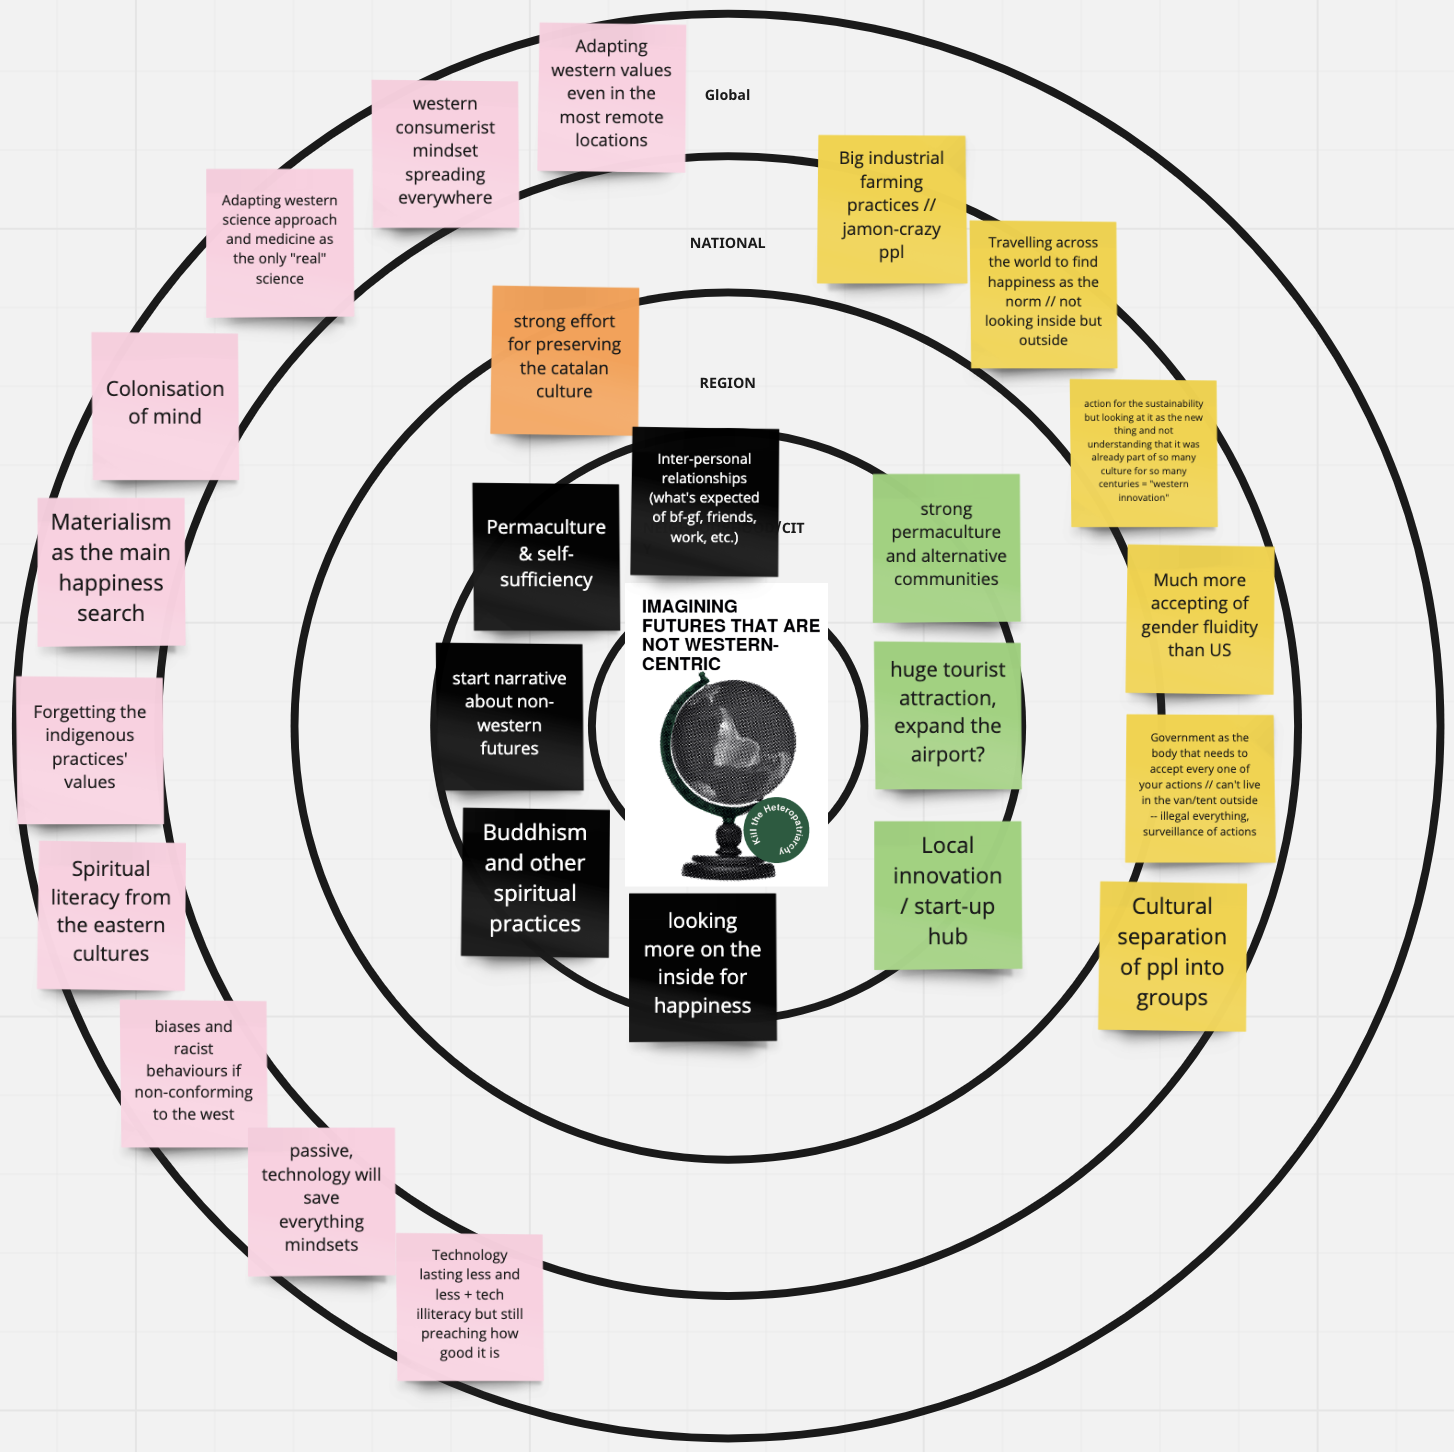 Adapting
western values
even in the
most remote
locations
Global
western
consumerist
mindset
spreading
everywhere
Adapting western
science approach
and medicine as
the only "real"
science
Colonisation
of mind
Materialism
as the main
happiness
search
Forgetting the
indigenous
practices'
values
Spiritual
literacy from
the eastern
cultures
biases and
racist
behaviours if
non-conforming
to the west
passive,
technology will
save
everything
mindsets
Technology
lasting less and
less + tech
illiteracy but still
preaching how
good it is
NATIONAL
Big industrial
farming
practices //
jamon-crazy
ppl
Travelling across
the world to find
happiness as the
norm // not
looking inside but
outside
action for the sustainability
but looking at it as the new
thing and not
understanding that it was
already part of so many
culture for so many
centuries = "western
innovation"
Much more
accepting of
gender fluidity
than US
Government as the
body that needs to
accept every one of
your actions // can't live
in the van/tent outside
-- illegal everything,
surveillance of actions
Cultural
separation
of ppl into
groups
REGION
strong effort
for preserving
the catalan
culture
/CIT
strong
permaculture
and alternative
communities
huge tourist
attraction,
expand the
airport?
Local
innovation
/ start-up
hub
Inter-personal
relationships
(what's expected
of bf-gf, friends,
work, etc.)
Permaculture
& self-
sufficiency
start narrative
about non-
western
futures
Buddhism
and other
spiritual
practices
looking
more on the
inside for
happiness
IMAGINING
FUTURES THAT ARE
NOT WESTERN-
CENTRIC
Kill the Heteropatriarchy